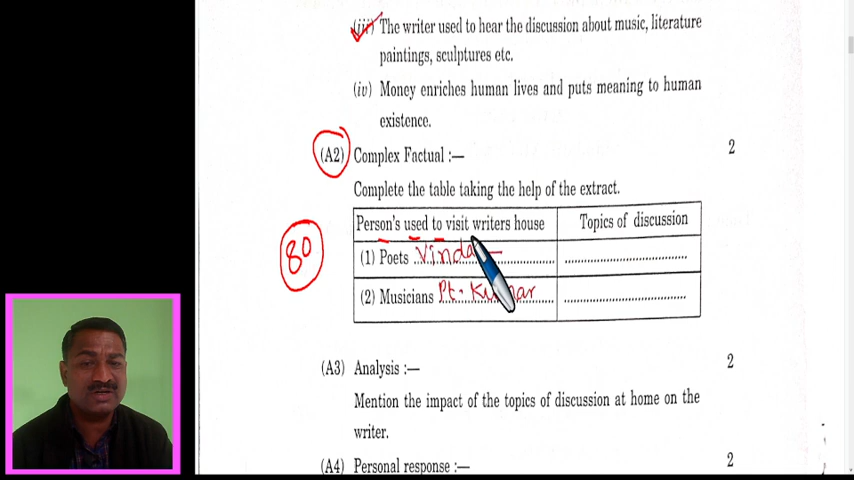 (iii) The writer used to hear the discussion about music, literature
paintings, sculptures etc.
(iv) Money enriches human lives and puts meaning to human
existence.
(A2) Complex Factual :— 2
Complete the table taking the help of the extract.
Person's used to visit writers house Topics of discussion
80
(1) Poets Vinda ........................
(2) Musicians Pt. Kumar ........................
(A3) Analysis :— 2
Mention the impact of the topics of discussion at home on the
writer.
(A4) Personal response :— 2